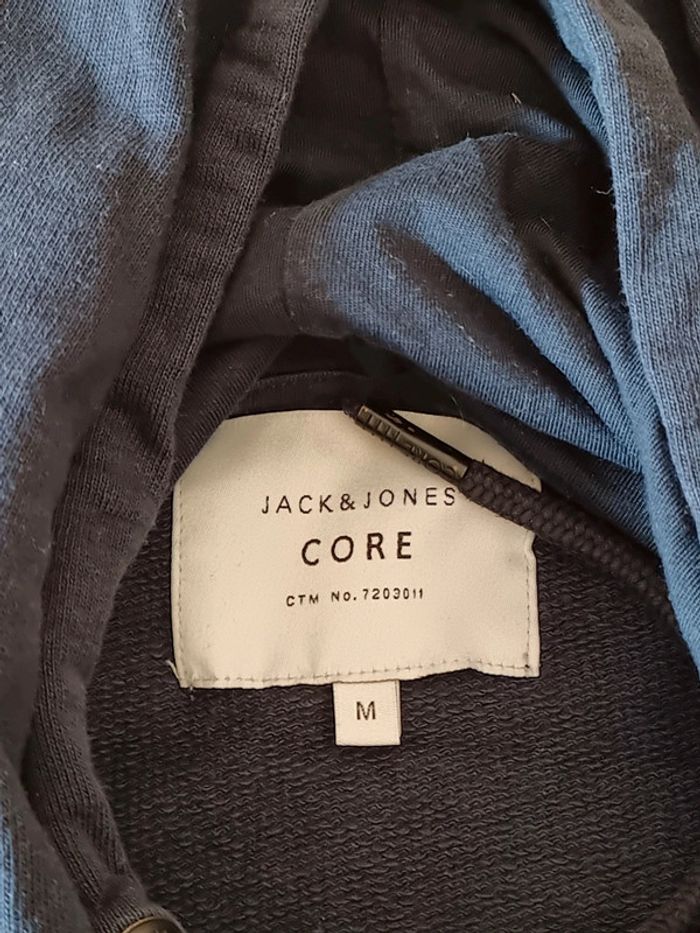 JACK&JONES
CORE
CTM No. 7203011
M